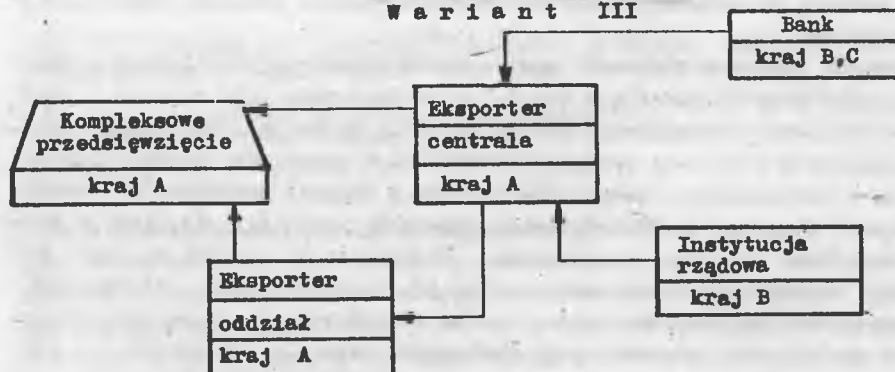 Wariant III
Bank
kraj B,C
Eksporter
centrala
kraj A
Kompleksowe
przedsięwzięcie
kraj A
Instytucja
rządowa
kraj B
Eksporter
oddział
kraj A